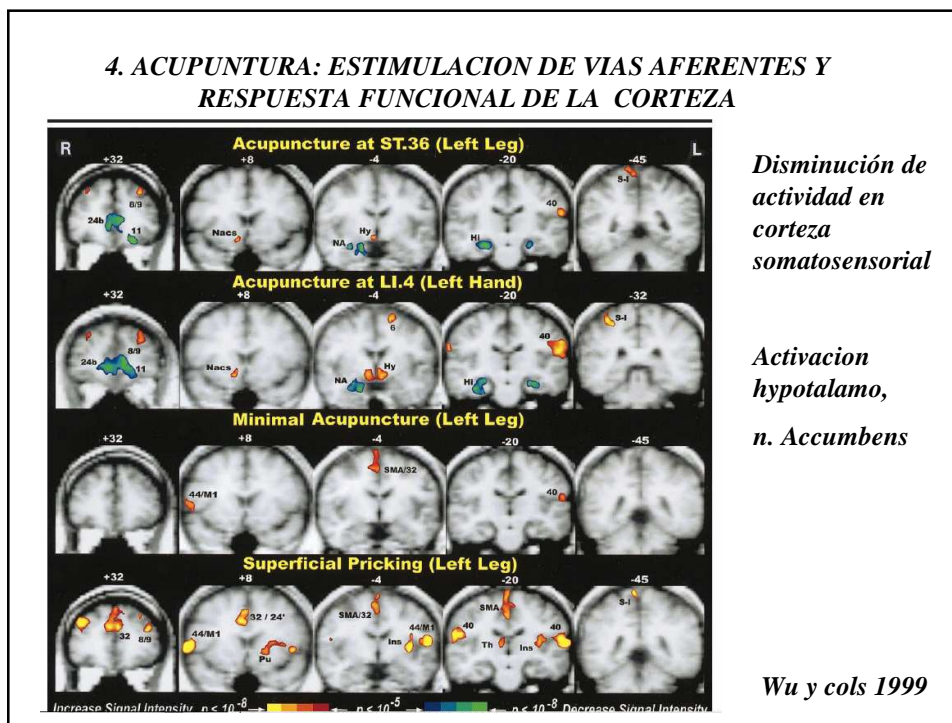 4. ACUPUNTURA: ESTIMULACION DE VIAS AFERENTES Y
RESPUESTA FUNCIONAL DE LA CORTEZA
R
Acupuncture at ST.36 (Left Leg)
L
+32 +8 -4 -20 -45
8/9 24b 11 Nacs Hy NA 40 Hi S-I
Acupuncture at LI.4 (Left Hand)
+32 +8 -4 -20 -32
8/9 24b 11 Nacs 6 Hy NA 40 Hi S-I
Minimal Acupuncture (Left Leg)
+32 +8 -4 -20 -45
44/M1 SMA/32 40
Superficial Pricking (Left Leg)
+32 +8 -4 -20 -45
32 8/9 32 / 24' 44/M1 Pu SMA/32 Ins 44/M1 SMA 40 Th Ins 40 S-I
Increase Signal Intensity p < 10-8 p < 10-5 p < 10-8 Decrease Signal Intensity
Disminución de
actividad en
corteza
somatosensorial
Activacion
hypotalamo,
n. Accumbens
Wu y cols 1999